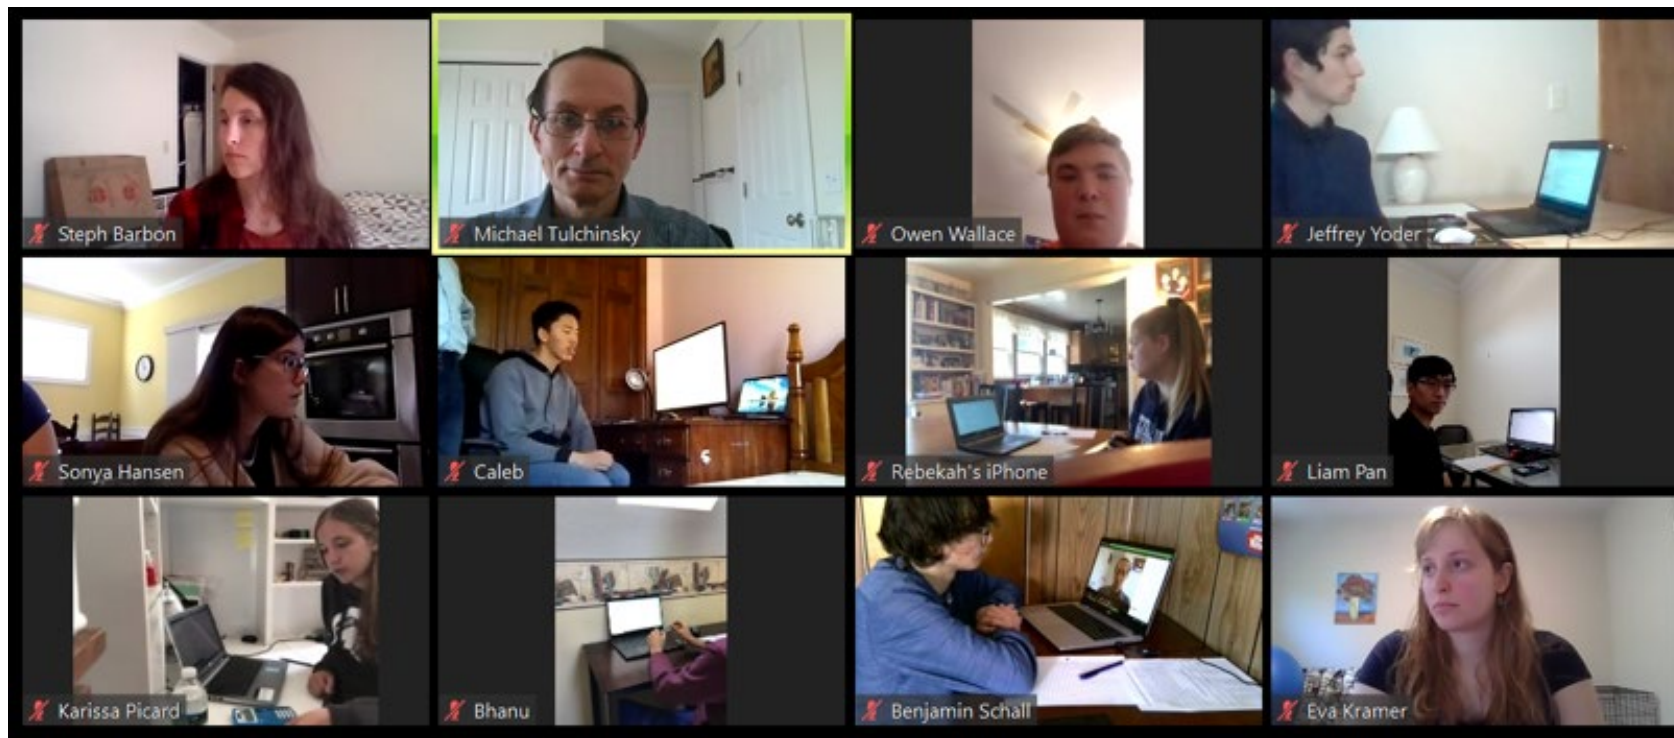 Steph Barbon
Michael Tulchinsky
Owen Wallace
Jeffrey Yoder
Sonya Hansen
Caleb
Rebekah's iPhone
Liam Pan
Karissa Picard
Bhanu
Benjamin Schall
Eva Kramer